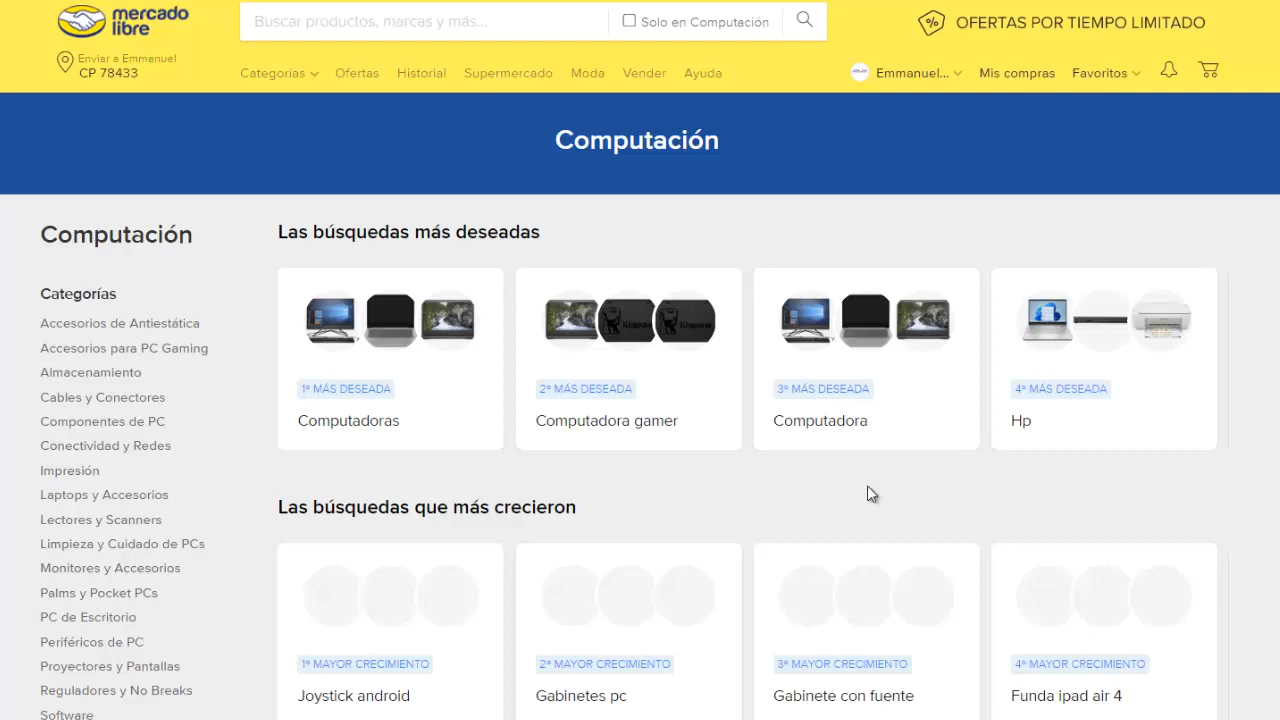 mercado
libre
Buscar productos, marcas y más...
Solo en Computación
OFERTAS POR TIEMPO LIMITADO
Enviar a Emmanuel
CP 78433
Categorías
Ofertas
Historial
Supermercado
Moda
Vender
Ayuda
Emmanuel...
Mis compras
Favoritos
Computación
Computación
Categorías
Accesorios de Antiestática
Accesorios para PC Gaming
Almacenamiento
Cables y Conectores
Componentes de PC
Conectividad y Redes
Impresión
Laptops y Accesorios
Lectores y Scanners
Limpieza y Cuidado de PCs
Monitores y Accesorios
Palms y Pocket PCs
PC de Escritorio
Periféricos de PC
Proyectores y Pantallas
Reguladores y No Breaks
Software
Las búsquedas más deseadas
1º MÁS DESEADA
Computadoras
2º MÁS DESEADA
Computadora gamer
3º MÁS DESEADA
Computadora
4º MÁS DESEADA
Hp
Las búsquedas que más crecieron
1º MAYOR CRECIMIENTO
Joystick android
2º MAYOR CRECIMIENTO
Gabinetes pc
3º MAYOR CRECIMIENTO
Gabinete con fuente
4º MAYOR CRECIMIENTO
Funda ipad air 4